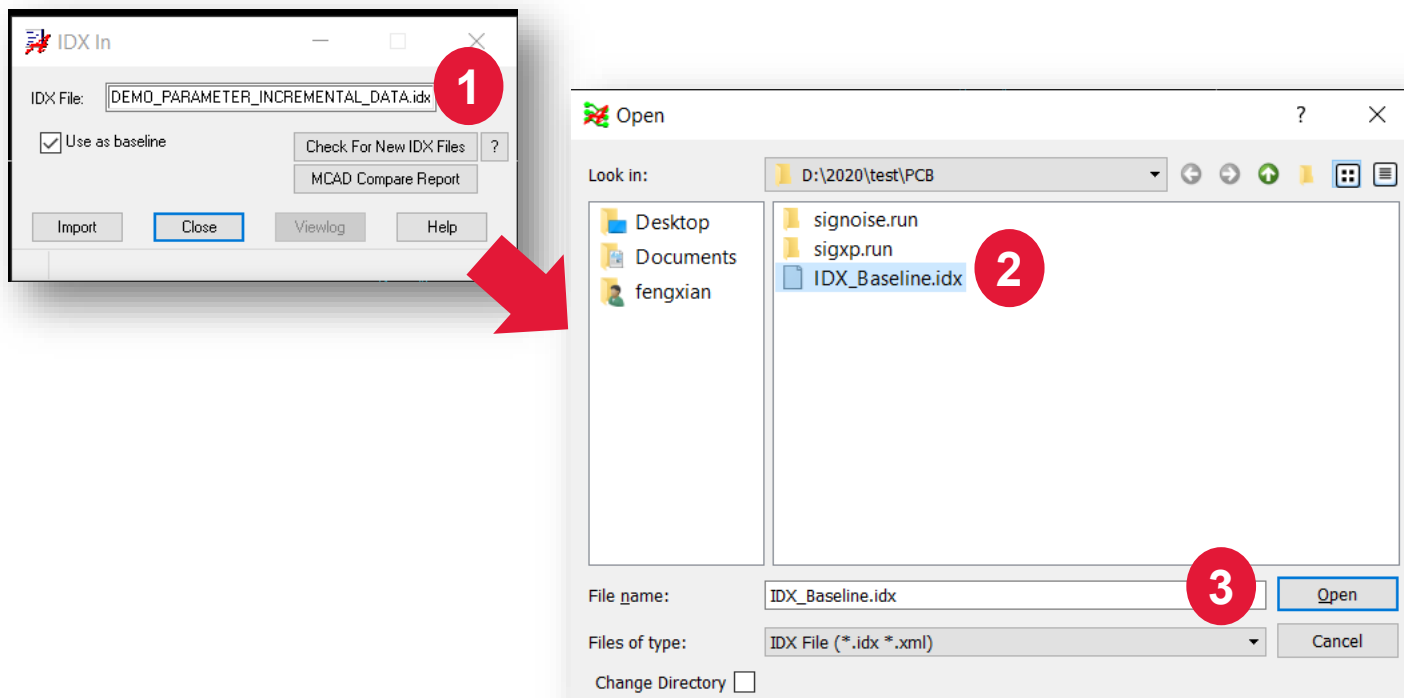 IDX In
1
IDX File: DEMO_PARAMETER_INCREMENTAL_DATA.idx
Use as baseline
Check For New IDX Files ?
MCAD Compare Report
Import Close Viewlog Help
Open ?
Look in: D:\2020\test\PCB
Desktop
Documents
fengxian
signoise.run
sigxp.run
IDX_Baseline.idx
2
3
File name: IDX_Baseline.idx Open
Files of type: IDX File (*.idx *.xml) Cancel
Change Directory